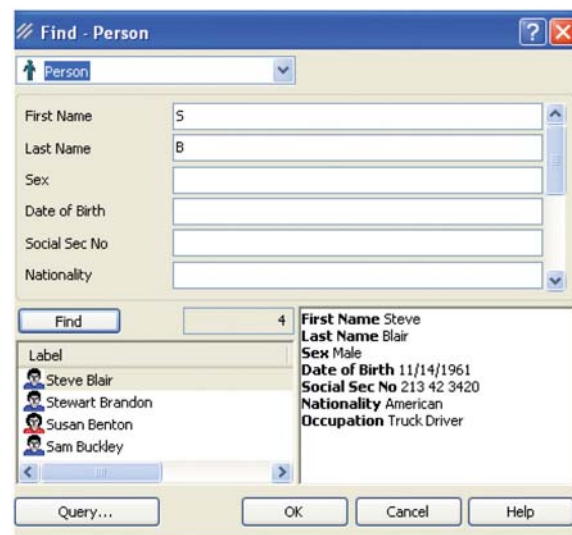 Find - Person
Person
First Name S
Last Name B
Sex
Date of Birth
Social Sec No
Nationality
Find 4
Label
Steve Blair
Stewart Brandon
Susan Benton
Sam Buckley
First Name Steve
Last Name Blair
Sex Male
Date of Birth 11/14/1961
Social Sec No 213 42 3420
Nationality American
Occupation Truck Driver
Query... OK Cancel Help